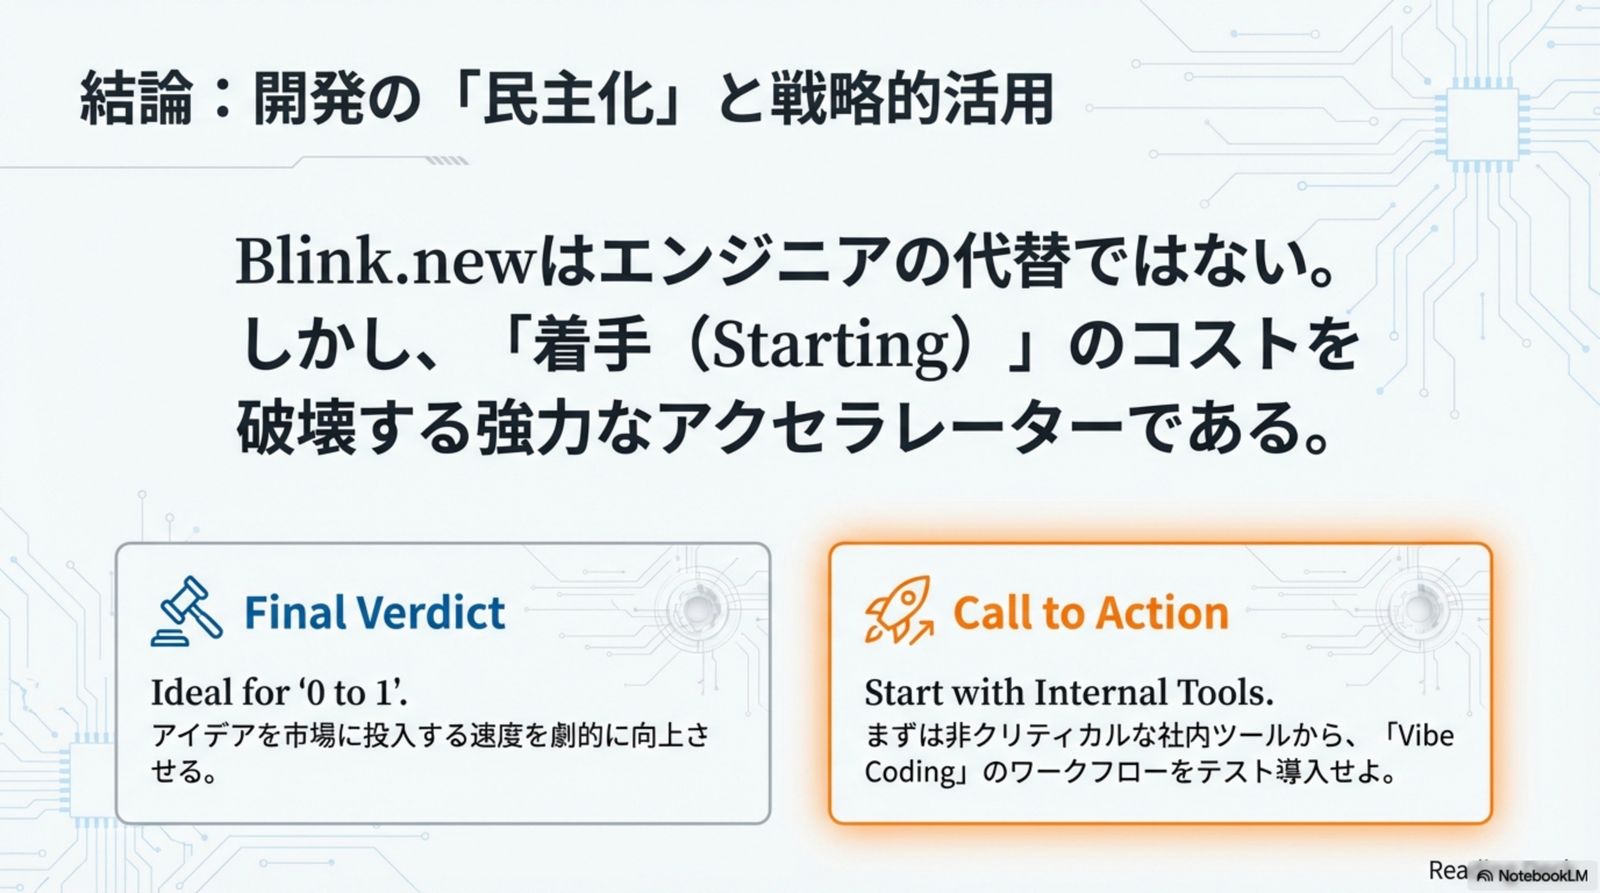 結論：開発の「民主化」と戦略的活用
Blink.newはエンジニアの代替ではない。
しかし、「着手（Starting）」のコストを
破壊する強力なアクセラレーターである。
Final Verdict
Ideal for ‘0 to 1’.
アイデアを市場に投入する速度を劇的に向上さ
せる。
Call to Action
Start with Internal Tools.
まずは非クリティカルな社内ツールから、「Vibe
Coding」のワークフローをテスト導入せよ。
NotebookLM